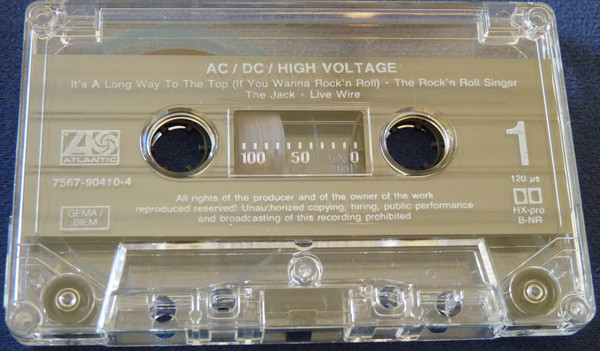 AC / DC / HIGH VOLTAGE
It's A Long Way To The Top (If You Wanna Rock'n Roll) · The Rock'n Roll Singer
The Jack · Live Wire
ATLANTIC
7567-90410-4
GEMA/
BIEM
100 50 0
1
120 µs
HX-pro
B-NR
All rights of the producer and of the owner of the work
reproduced reserved! Unauthorized copying, hiring, public performance
and broadcasting of this recording prohibited